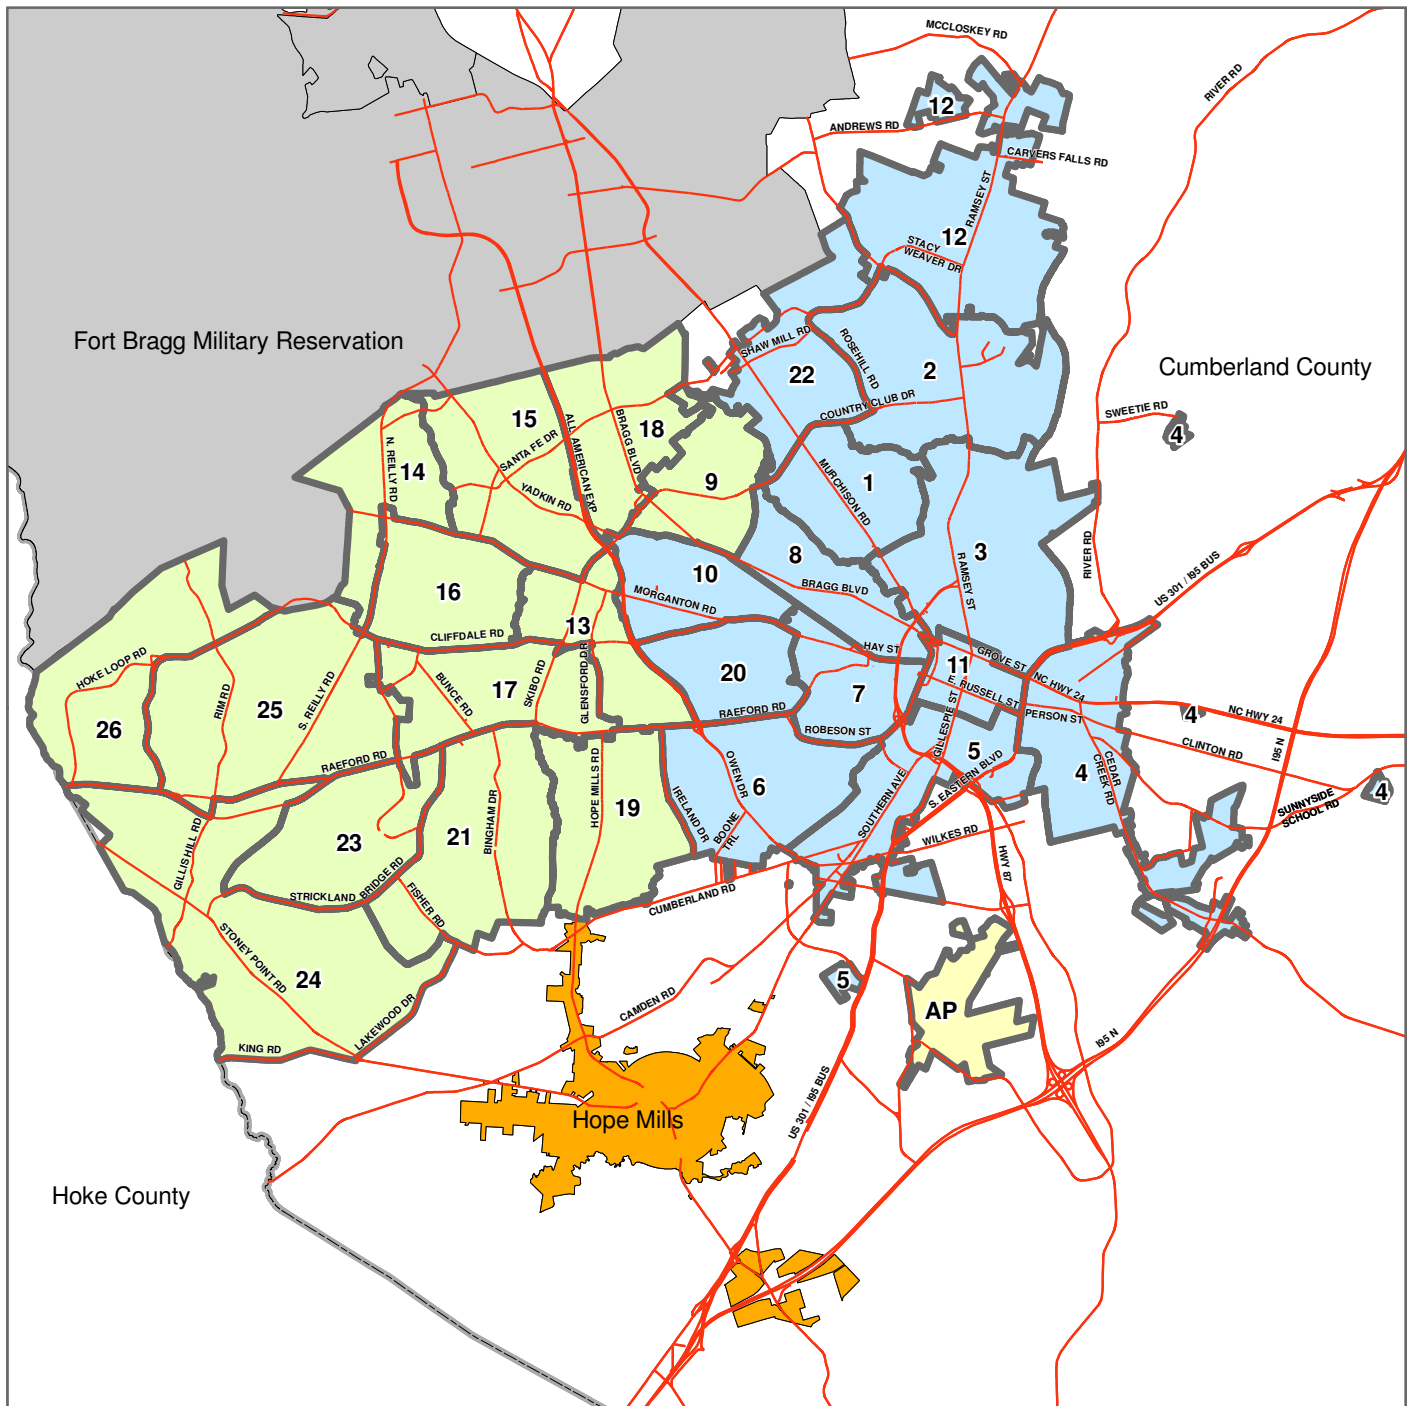 MCCLOSKEY RD
RIVER RD
12
ANDREWS RD
CARVERS FALLS RD
RAMSEY ST
12
STACY
WEAVER DR
Fort Bragg Military Reservation
SHAW MILL RD
ROSEHILL RD
22
2
Cumberland County
COUNTRY CLUB DR
SWEETIE RD
4
15
ALL AMERICAN EXP
BRAGG BLVD
18
SANTA FE DR
N. REILLY RD
14
YADKIN RD
9
MURCHISON RD
1
3
RAMSEY ST
RIVER RD
US 301 / I95 BUS
8
10
BRAGG BLVD
MORGANTON RD
16
13
CLIFFDALE RD
HAY ST
GROVE ST
11
HOKE LOOP RD
RIM RD
25
S. REILLY RD
BUNCE RD
17
SKIBO RD
GLENSFORD DR
20
7
E. RUSSELL ST
NC HWY 24
PERSON ST
GILLESPIE ST
4
NC HWY 24
CLINTON RD
I95 N
26
RAEFORD RD
RAEFORD RD
ROBESON ST
5
S. EASTERN BLVD
4
CEDAR
CREEK RD
OWEN DR
6
SOUTHERN AVE
SUNNYSIDE
SCHOOL RD
4
HOPE MILLS RD
19
IRELAND DR
BOONE
TRL
WILKES RD
HWY 87
23
21
BINGHAM DR
GILLIS HILL RD
STRICKLAND BRIDGE RD
FISHER RD
CUMBERLAND RD
STONEY POINT RD
24
5
CAMDEN RD
AP
LAKEWOOD DR
KING RD
I95 N
US 301 / I95 BUS
Hope Mills
Hoke County